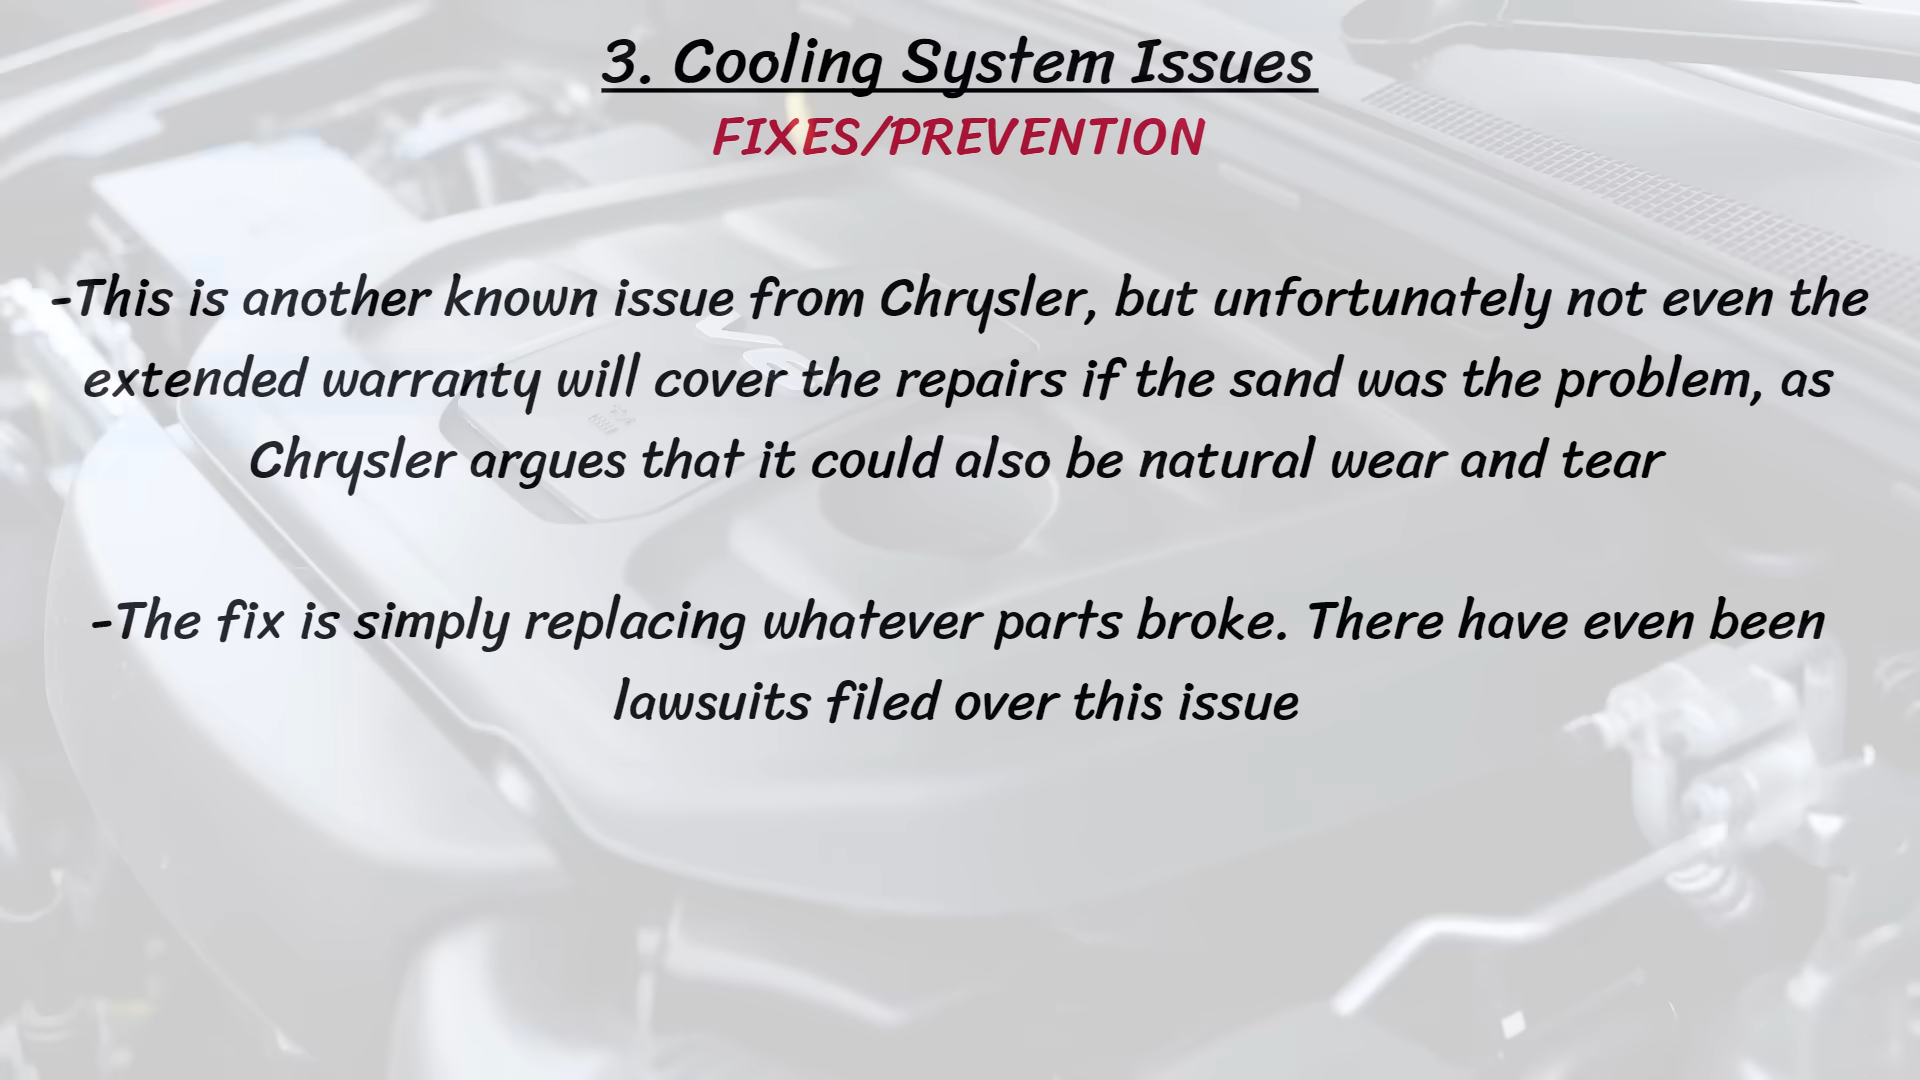 3. Cooling System Issues
FIXES/PREVENTION
-This is another known issue from Chrysler, but unfortunately not even the
extended warranty will cover the repairs if the sand was the problem, as
Chrysler argues that it could also be natural wear and tear
-The fix is simply replacing whatever parts broke. There have even been
lawsuits filed over this issue
V6